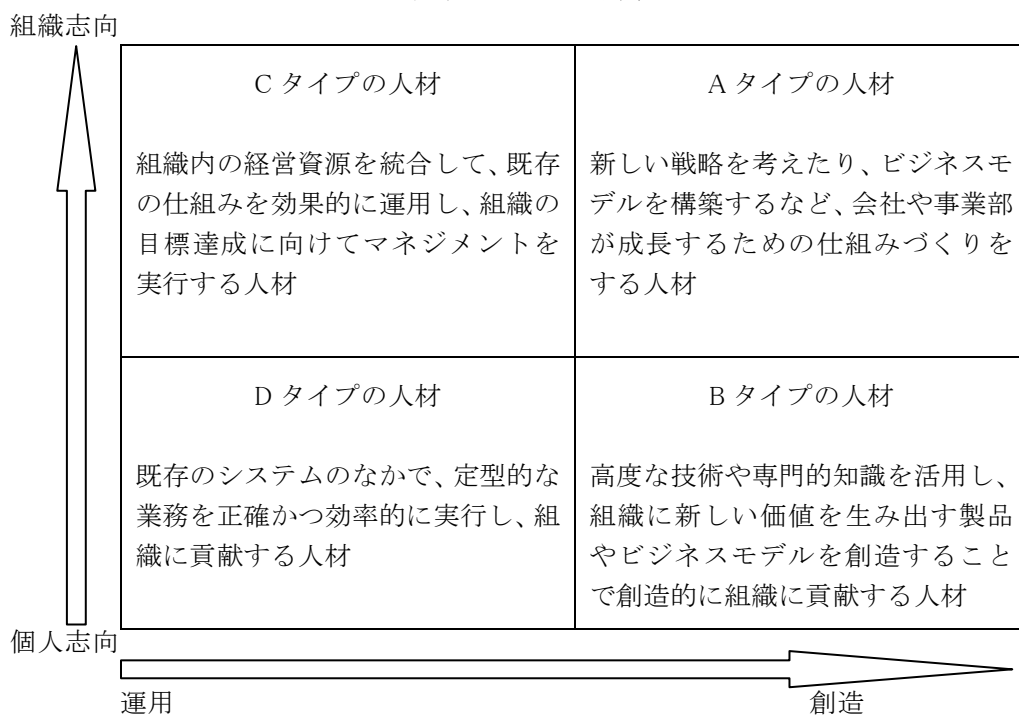 組織志向
Cタイプの人材
組織内の経営資源を統合して、既存
の仕組みを効果的に運用し、組織の
目標達成に向けてマネジメントを
実行する人材
Aタイプの人材
新しい戦略を考えたり、ビジネスモ
デルを構築するなど、会社や事業部
が成長するための仕組みづくりを
する人材
Dタイプの人材
既存のシステムのなかで、定型的な
業務を正確かつ効率的に実行し、組
織に貢献する人材
Bタイプの人材
高度な技術や専門的知識を活用し、
組織に新しい価値を生み出す製品
やビジネスモデルを創造すること
で創造的に組織に貢献する人材
個人志向
運用
創造